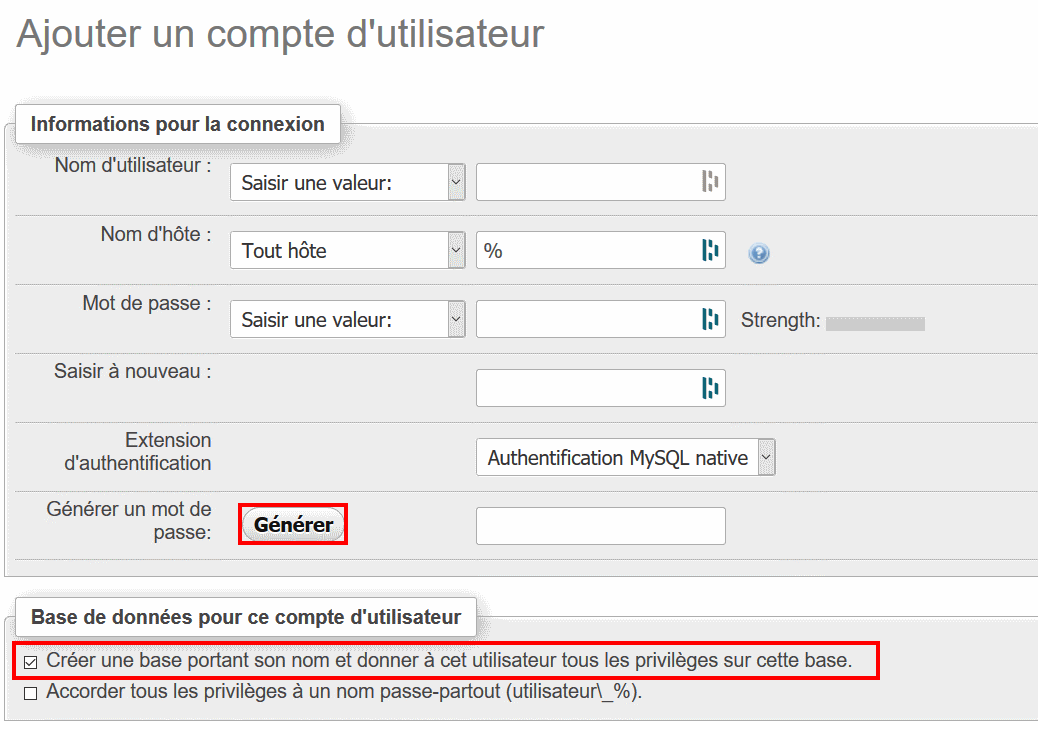 Ajouter un compte d'utilisateur
Informations pour la connexion
Nom d'utilisateur : Saisir une valeur:
Nom d'hôte : Tout hôte %
Mot de passe : Saisir une valeur: Strength:
Saisir à nouveau :
Extension
d'authentification Authentification MySQL native
Générer un mot de
passe: Générer
Base de données pour ce compte d'utilisateur
Créer une base portant son nom et donner à cet utilisateur tous les privilèges sur cette base.
Accorder tous les privilèges à un nom passe-partout (utilisateur\_%).